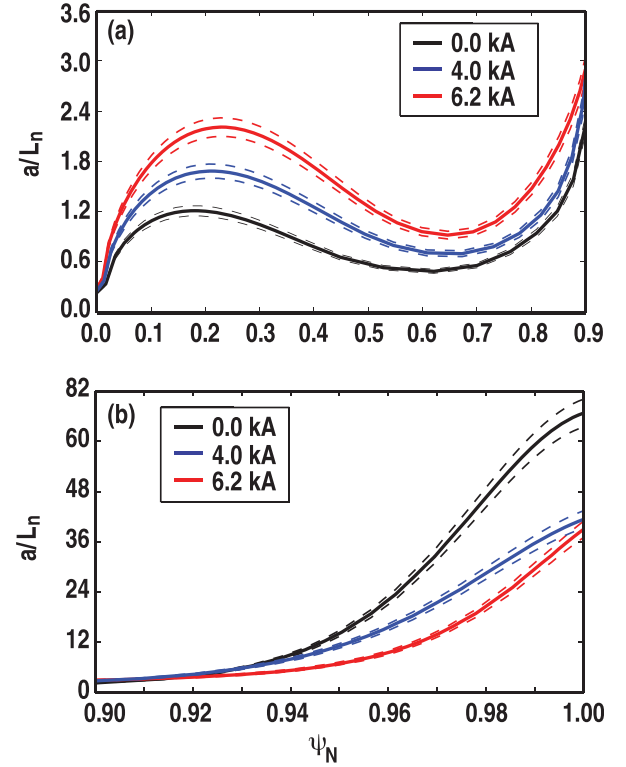 3.6
(a)
0.0 kA
4.0 kA
6.2 kA
3.0
2.4
a/Ln
1.8
1.2
0.6
0.0
0.0 0.1 0.2 0.3 0.4 0.5 0.6 0.7 0.8 0.9
82
(b)
0.0 kA
4.0 kA
6.2 kA
60
48
a/Ln
36
24
12
0
0.90 0.92 0.94 0.96 0.98 1.00
ψN